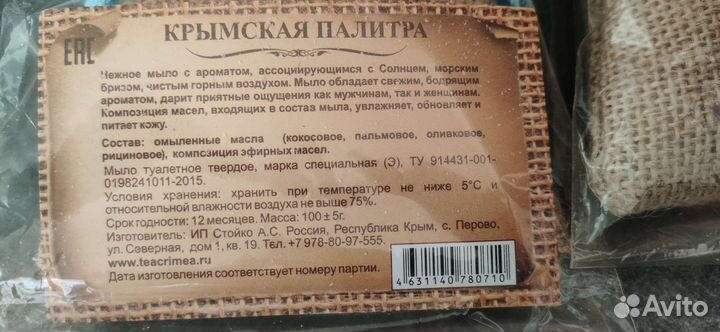 EAC
КРЫМСКАЯ ПАЛИТРА
Нежное мыло с ароматом, ассоциирующимся с Солнцем, морским
бризом, чистым горным воздухом. Мыло обладает свежим, бодрящим
ароматом, дарит приятные ощущения как мужчинам, так и женщинам.
Композиция масел, входящих в состав мыла, увлажняет, обновляет и
питает кожу.
Состав: омыленные масла (кокосовое, пальмовое, оливковое,
рициновое), композиция эфирных масел.
Мыло туалетное твердое, марка специальная (Э), ТУ 914431-001-
0198241011-2015.
Условия хранения: хранить при температуре не ниже 5°С и
относительной влажности воздуха не выше 75%.
Срок годности: 12 месяцев. Масса: 100±5г.
Изготовитель: ИП Стойко А.С. Россия, Республика Крым, с. Перово,
ул. Северная, дом 1, кв. 19. Тел. +7 978-80-97-555.
www.teacrimea.ru
Дата изготовления соответствует номеру партии.
4631140780710
Avito